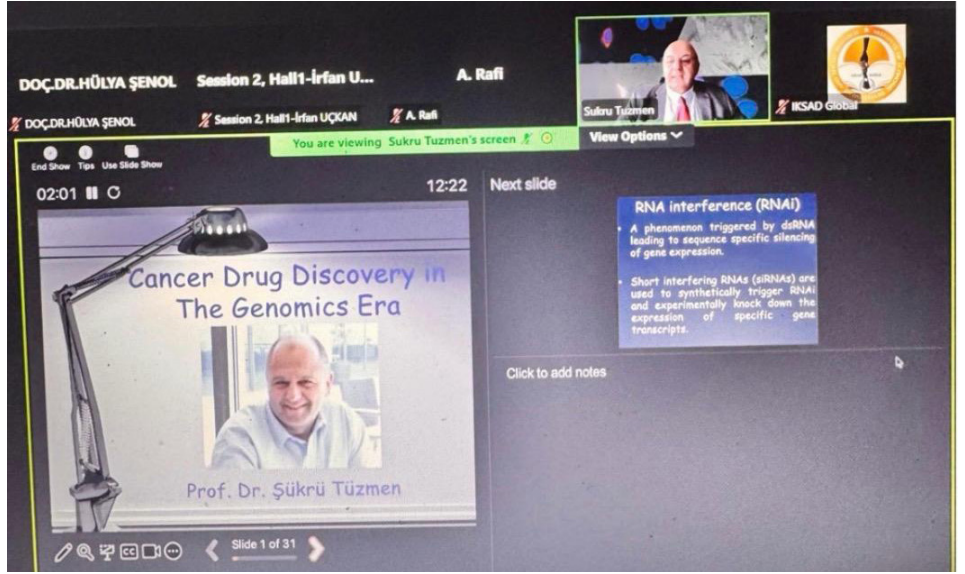 DOÇ.DR.HÜLYA ŞENOL
Session 2, Hall1-İrfan U...
A. Rafi
DOÇ.DR.HÜLYA ŞENOL
Session 2, Hall1-İrfan UÇKAN
A. Rafi
Sukru Tuzmen
IKSAD Global
You are viewing Sukru Tuzmen's screen
View Options
End Show
Tips
Use Slide Show
02:01
12:22
Cancer Drug Discovery in
The Genomics Era
Prof. Dr. Şükrü Tüzmen
CC
Slide 1 of 31
Next slide
RNA interference (RNAi)
• A phenomenon triggered by dsRNA
leading to sequence specific silencing
of gene expression.
• Short interfering RNAs (siRNAs) are
used to synthetically trigger RNAi
and experimentally knock down the
expression of specific gene
transcripts.
Click to add notes